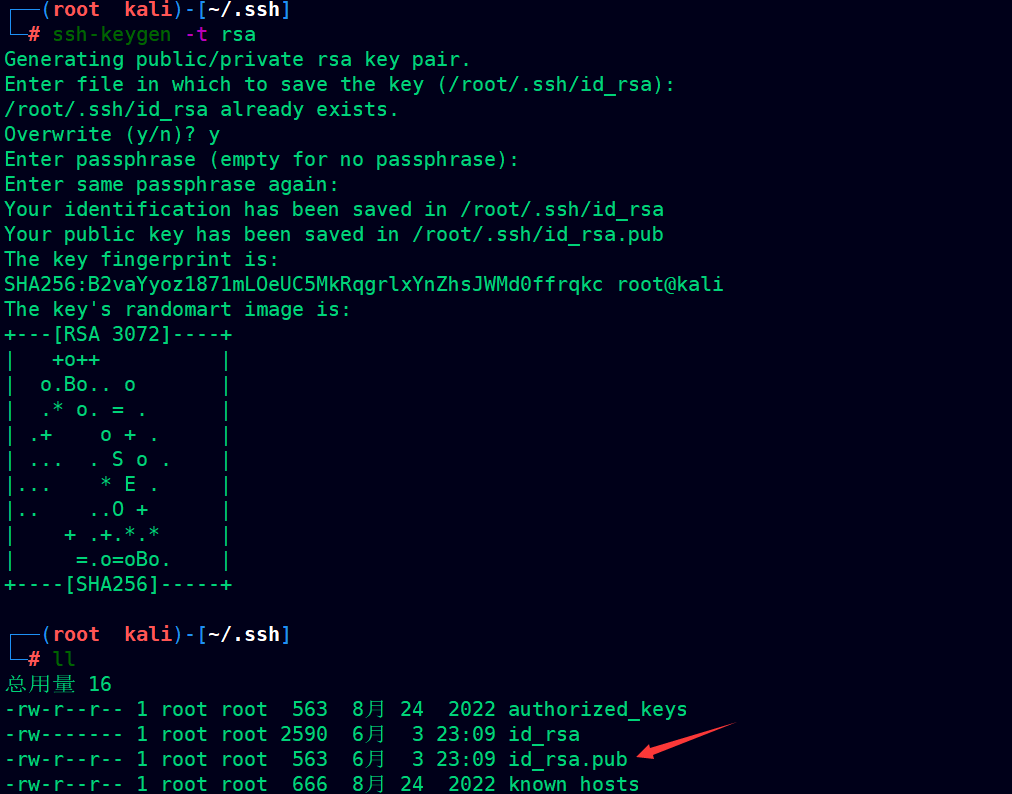 ┌──(root  kali)-[~/.ssh]
└─# ssh-keygen -t rsa
Generating public/private rsa key pair.
Enter file in which to save the key (/root/.ssh/id_rsa):
/root/.ssh/id_rsa already exists.
Overwrite (y/n)? y
Enter passphrase (empty for no passphrase):
Enter same passphrase again:
Your identification has been saved in /root/.ssh/id_rsa
Your public key has been saved in /root/.ssh/id_rsa.pub
The key fingerprint is:
SHA256:B2vaYyoz1871mLOeUC5MkRqgrlxYnZhsJWMd0ffrqkc root@kali
The key's randomart image is:
+---[RSA 3072]----+
|   +o++          |
|  o.Bo.. o       |
|  .* o. = .      |
| .+    o + .     |
| ...  . S o .    |
|...    * E .     |
|..    ..O +      |
|    + .+.*.*     |
|     =.o=oBo.    |
+----[SHA256]-----+
┌──(root  kali)-[~/.ssh]
└─# ll
总用量 16
-rw-r--r-- 1 root root  563  8月 24  2022 authorized_keys
-rw------- 1 root root 2590  6月  3 23:09 id_rsa
-rw-r--r-- 1 root root  563  6月  3 23:09 id_rsa.pub
-rw-r--r-- 1 root root  666  8月 24  2022 known_hosts